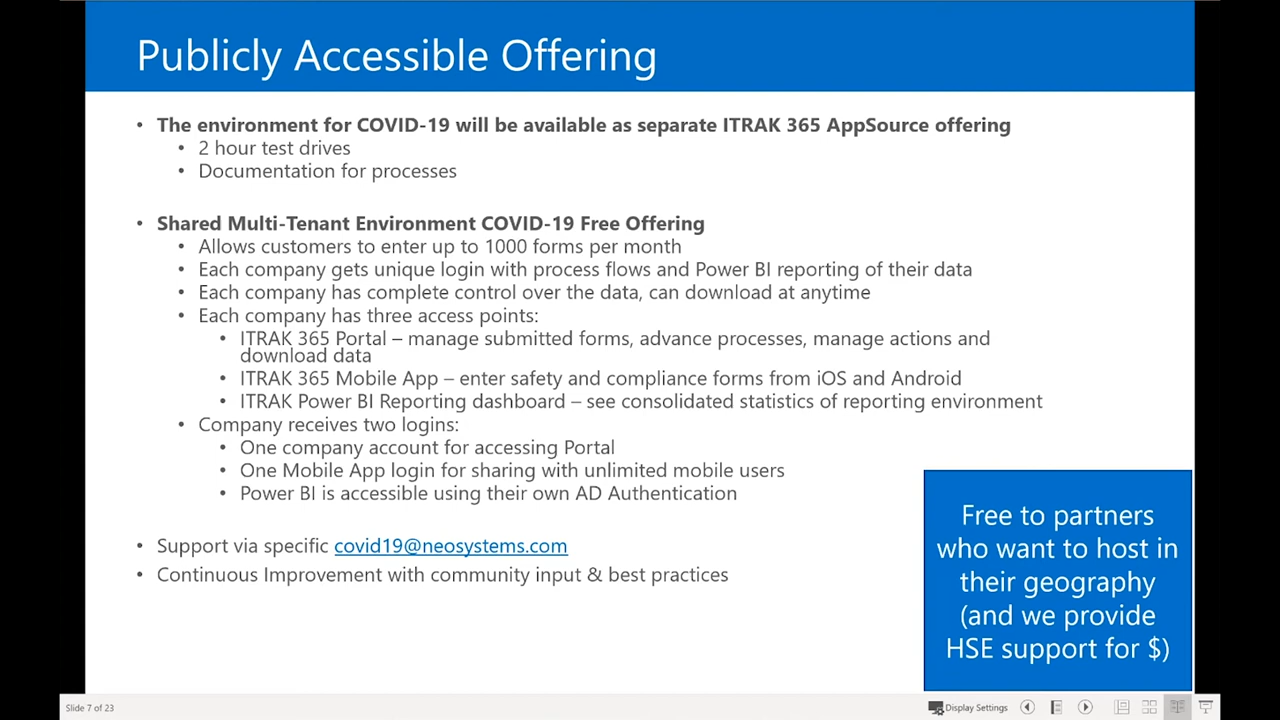 Publicly Accessible Offering
• The environment for COVID-19 will be available as separate ITRAK 365 AppSource offering
• 2 hour test drives
• Documentation for processes
• Shared Multi-Tenant Environment COVID-19 Free Offering
• Allows customers to enter up to 1000 forms per month
• Each company gets unique login with process flows and Power BI reporting of their data
• Each company has complete control over the data, can download at anytime
• Each company has three access points:
• ITRAK 365 Portal – manage submitted forms, advance processes, manage actions and
download data
• ITRAK 365 Mobile App – enter safety and compliance forms from iOS and Android
• ITRAK Power BI Reporting dashboard – see consolidated statistics of reporting environment
• Company receives two logins:
• One company account for accessing Portal
• One Mobile App login for sharing with unlimited mobile users
• Power BI is accessible using their own AD Authentication
• Support via specific covid19@neosystems.com
• Continuous Improvement with community input & best practices
Free to partners
who want to host in
their geography
(and we provide
HSE support for $)
Slide 7 of 23
Display Settings